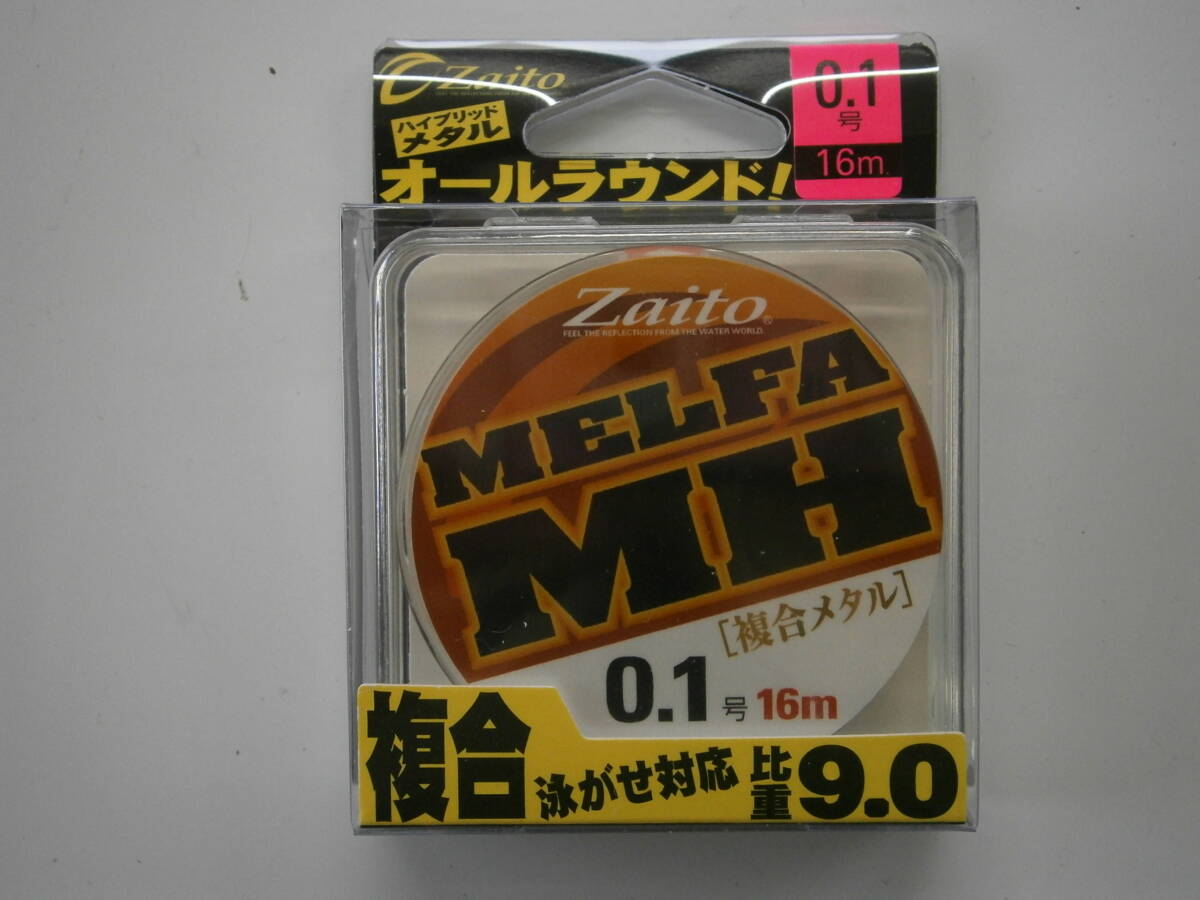 Zaito®
ハイブリッド
メタル
オールラウンド!
0.1
号
16m
Zaito®
FEEL THE REFLECTION FROM THE WATER WORLD.
MELFA
MH
[複合メタル]
0.1号 16m
複合 泳がせ対応 比重 9.0